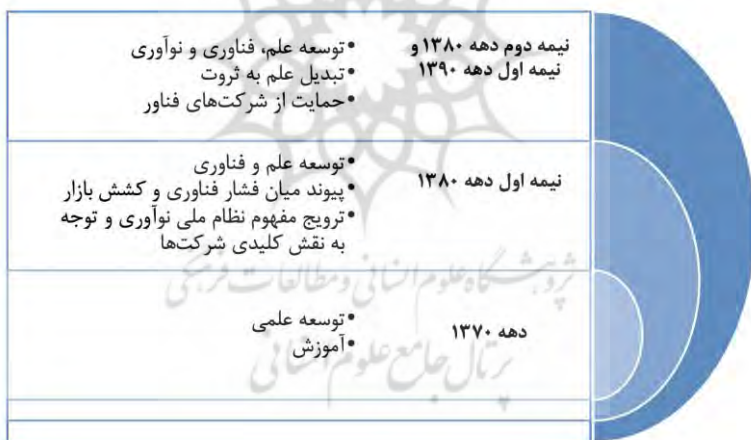 نیمه دوم دهه ۱۳۸۰ و
نیمه اول دهه ۱۳۹۰
•توسعه علم، فناوری و نوآوری
•تبدیل علم به ثروت
•حمایت از شرکت‌های فناور
نیمه اول دهه ۱۳۸۰
•توسعه علم و فناوری
•پیوند میان فشار فناوری و کشش بازار
•ترویج مفهوم نظام ملی نوآوری و توجه
به نقش کلیدی شرکت‌ها
پژوهشگاه علوم انسانی و مطالعات فرهنگی
دهه ۱۳۷۰
•توسعه علمی
•آموزش
پرتال جامع علوم انسانی